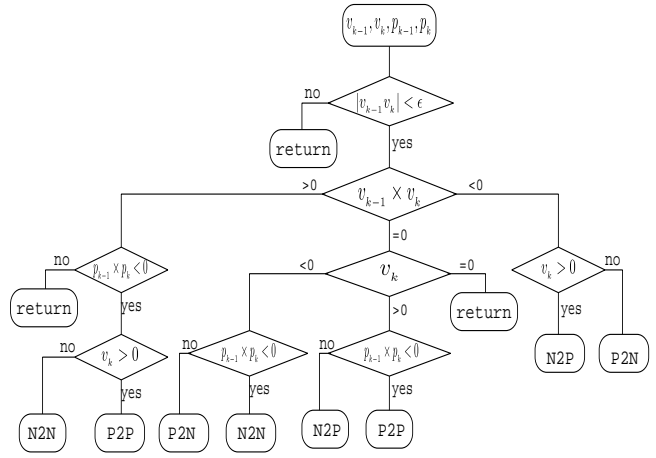 v_{k-1}, v_k, p_{k-1}, p_k
no
|v_{k-1} v_k| < ϵ
return
yes
>0
v_{k-1} × v_k
<0
=0
no
p_{k-1} × p_k < 0
<0
v_k
=0
v_k > 0
no
return
yes
>0
return
yes
no
v_k > 0
no
p_{k-1} × p_k < 0
no
p_{k-1} × p_k < 0
N2P
P2N
yes
yes
yes
N2N
P2P
P2N
N2N
N2P
P2P